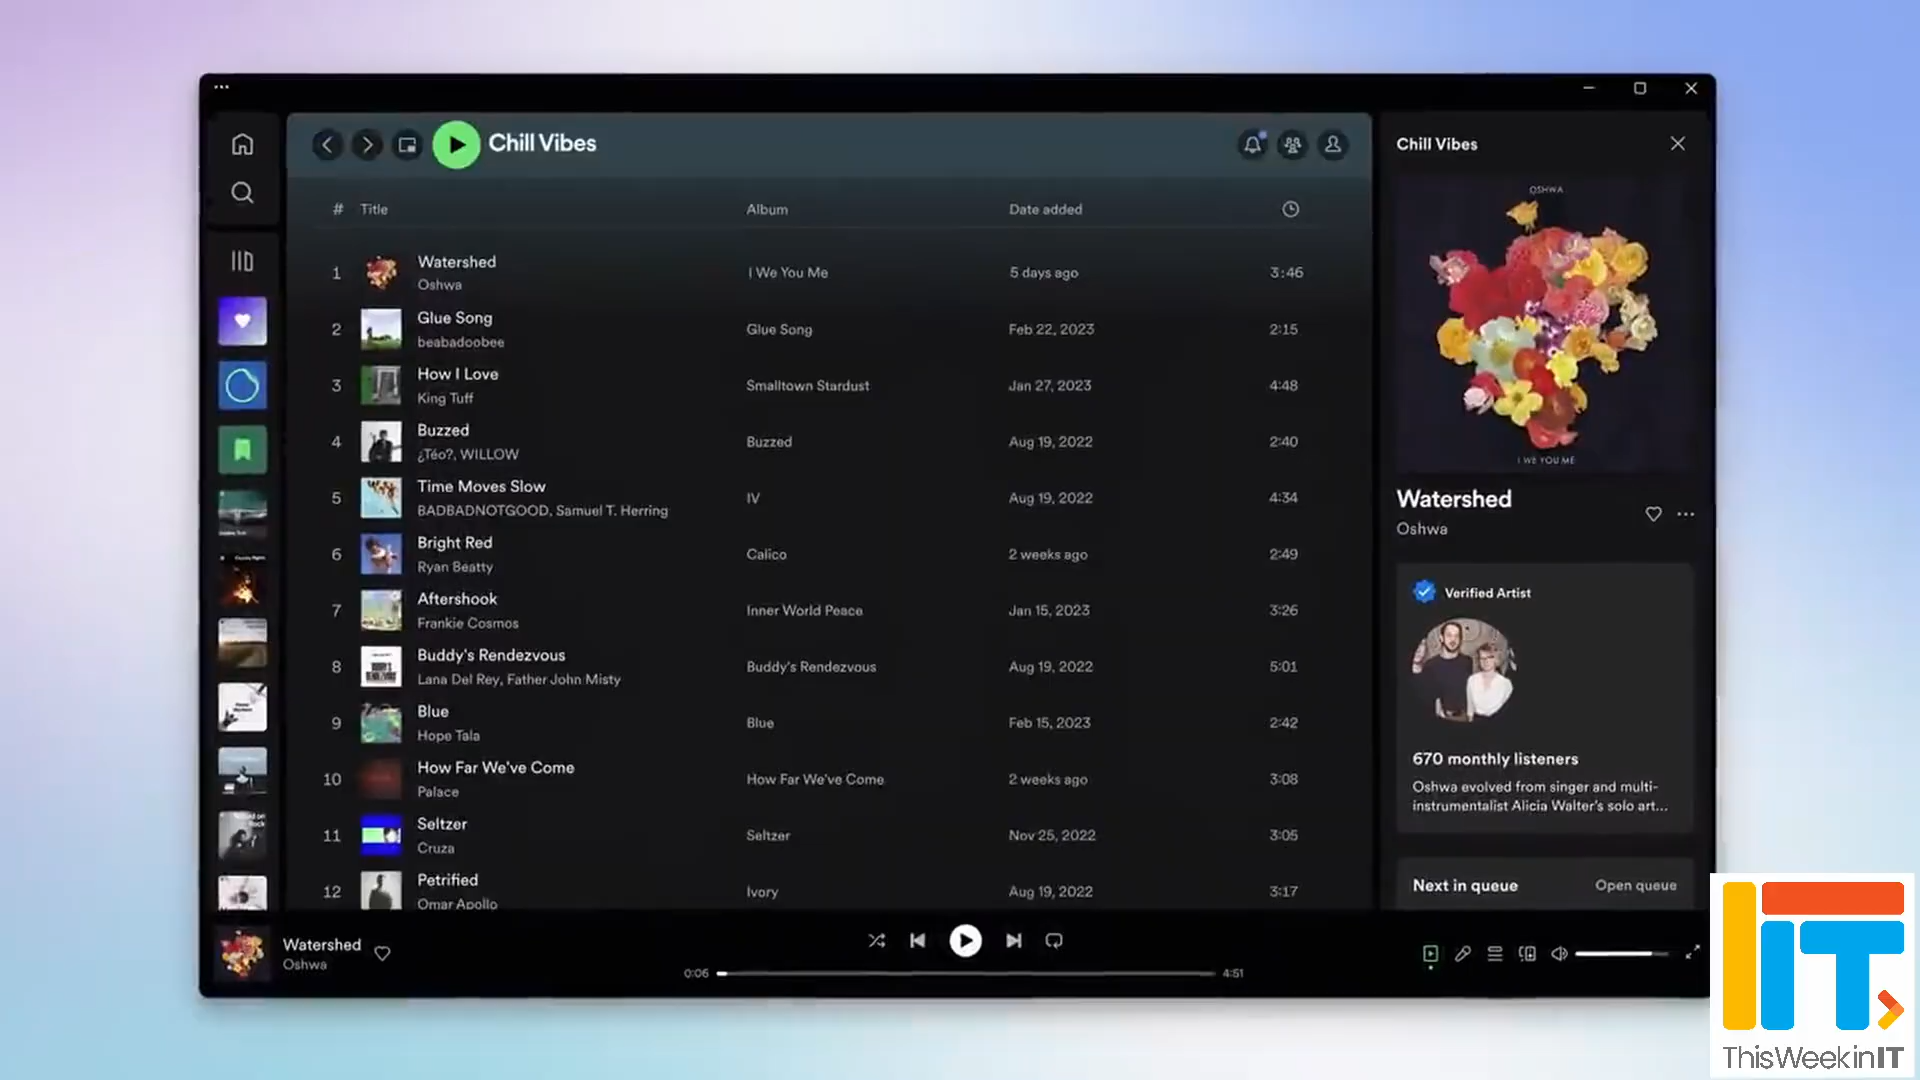 Chill Vibes
# Title Album Date added
1 Watershed I We You Me 5 days ago 3:46
Oshwa
2 Glue Song Glue Song Feb 22, 2023 2:15
beabadoobee
3 How I Love Smalltown Stardust Jan 27, 2023 4:48
King Tuff
4 Buzzed Buzzed Aug 19, 2022 2:40
¿Téo?, WILLOW
5 Time Moves Slow IV Aug 19, 2022 4:34
BADBADNOTGOOD, Samuel T. Herring
6 Bright Red Calico 2 weeks ago 2:49
Ryan Beatty
7 Aftershook Inner World Peace Jan 15, 2023 3:26
Frankie Cosmos
8 Buddy's Rendezvous Buddy's Rendezvous Aug 19, 2022 5:01
Lana Del Rey, Father John Misty
9 Blue Blue Feb 15, 2023 2:42
Hope Tala
10 How Far We've Come How Far We've Come 2 weeks ago 3:08
Palace
11 Seltzer Seltzer Nov 25, 2022 3:05
Cruza
12 Petrified Ivory Aug 19, 2022 3:17
Omar Apollo
Chill Vibes
OSHWA
I WE YOU ME
Watershed
Oshwa
Verified Artist
670 monthly listeners
Oshwa evolved from singer and multi-
instrumentalist Alicia Walter's solo art...
Next in queue Open queue
Watershed
Oshwa
0:06 4:51
IT
ThisWeekinIT